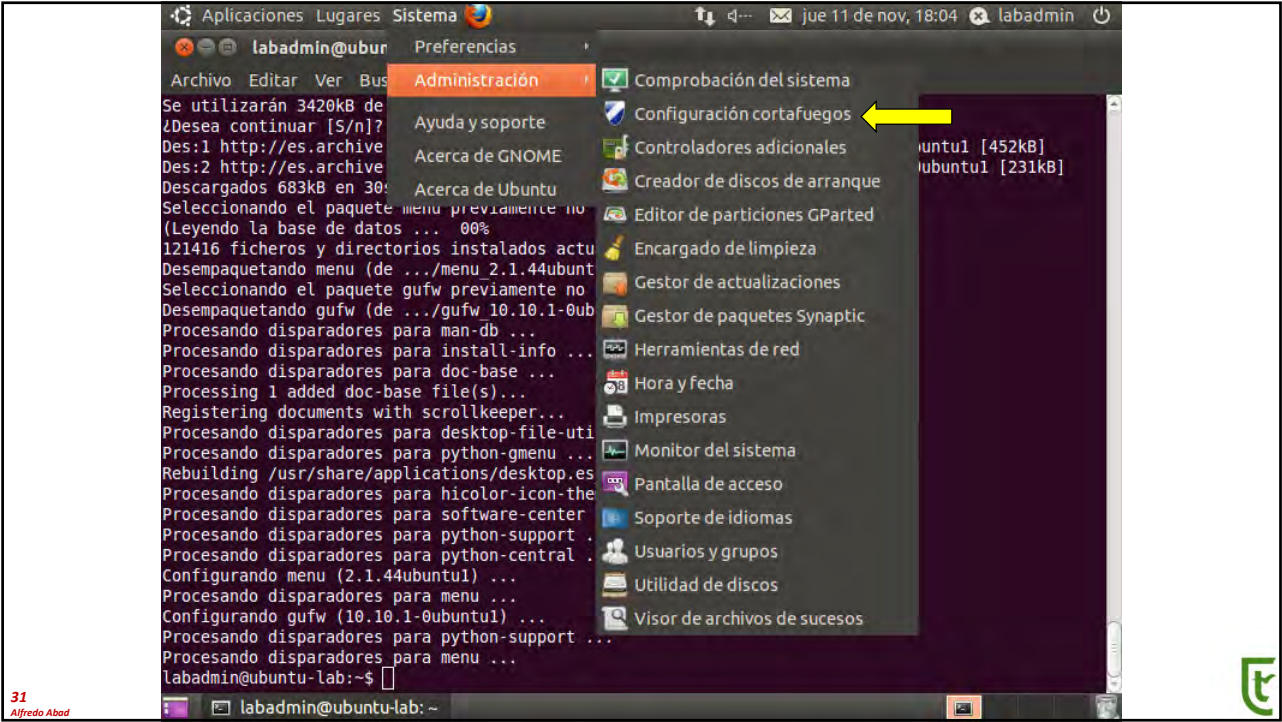 Aplicaciones Lugares Sistema
jue 11 de nov, 18:04 labadmin
labadmin@ubun
Archivo Editar Ver Bus
Preferencias
Administración
Ayuda y soporte
Acerca de GNOME
Acerca de Ubuntu
Comprobación del sistema
Configuración cortafuegos
Controladores adicionales
Creador de discos de arranque
Editor de particiones GParted
Encargado de limpieza
Gestor de actualizaciones
Gestor de paquetes Synaptic
Herramientas de red
Hora y fecha
Impresoras
Monitor del sistema
Pantalla de acceso
Soporte de idiomas
Usuarios y grupos
Utilidad de discos
Visor de archivos de sucesos
Se utilizarán 3420kB de
¿Desea continuar [S/n]?
Des:1 http://es.archive untu1 [452kB]
Des:2 http://es.archive ubuntu1 [231kB]
Descargados 683kB en 30s
Seleccionando el paquete menu previamente no
(Leyendo la base de datos ... 00%
121416 ficheros y directorios instalados actu
Desempaquetando menu (de .../menu_2.1.44ubunt
Seleccionando el paquete gufw previamente no
Desempaquetando gufw (de .../gufw_10.10.1-0ub
Procesando disparadores para man-db ...
Procesando disparadores para install-info ...
Procesando disparadores para doc-base ...
Processing 1 added doc-base file(s)...
Registering documents with scrollkeeper...
Procesando disparadores para desktop-file-uti
Procesando disparadores para python-gmenu ...
Rebuilding /usr/share/applications/desktop.es
Procesando disparadores para hicolor-icon-the
Procesando disparadores para software-center
Procesando disparadores para python-support .
Procesando disparadores para python-central .
Configurando menu (2.1.44ubuntu1) ...
Procesando disparadores para menu ...
Configurando gufw (10.10.1-0ubuntu1) ...
Procesando disparadores para python-support ...
Procesando disparadores para menu ...
labadmin@ubuntu-lab:~$
labadmin@ubuntu-lab: ~
31
Alfredo Abad